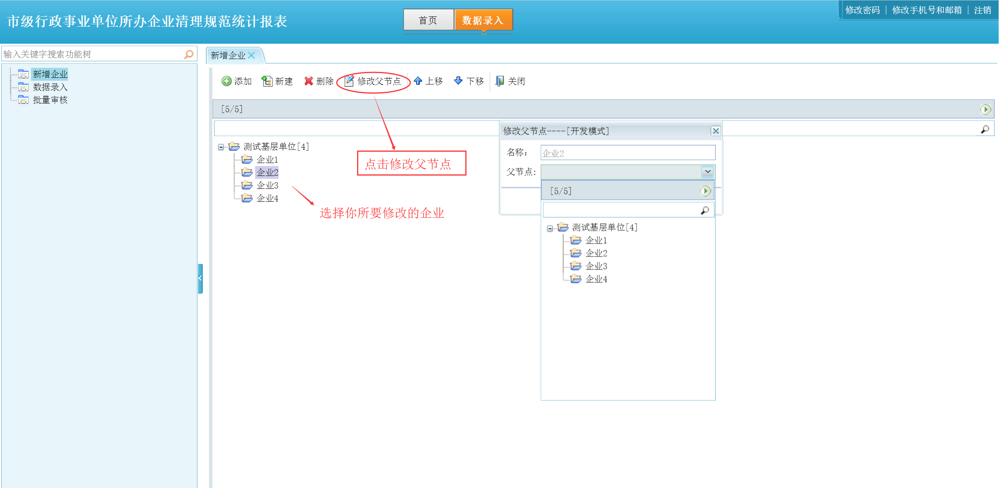 市级行政事业单位所办企业清理规范统计报表
首页
数据录入
修改密码 | 修改手机号和邮箱 | 注销
输入关键字搜索功能树
新增企业
数据录入
批量审核
新增企业
添加 新建 删除 修改父节点 上移 下移 关闭
[5/5]
测试基层单位[4]
企业1
企业2
企业3
企业4
点击修改父节点
选择你所要修改的企业
修改父节点----[开发模式]
名称: 企业2
父节点:
[5/5]
测试基层单位[4]
企业1
企业2
企业3
企业4